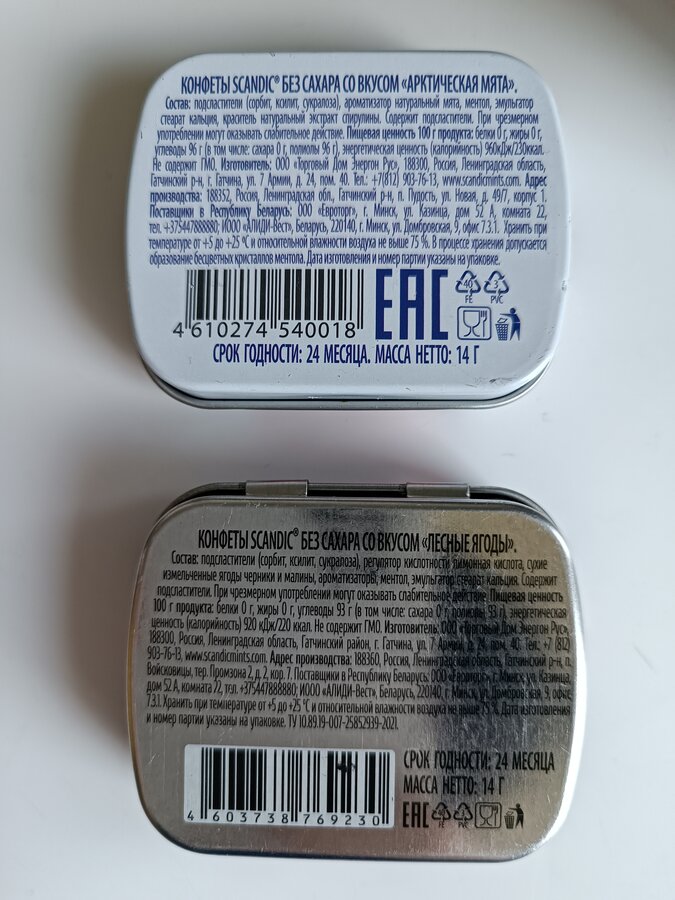 КОНФЕТЫ SCANDIC® БЕЗ САХАРА СО ВКУСОМ «АРКТИЧЕСКАЯ МЯТА».
Состав: подсластители (сорбит, ксилит, сукралоза), ароматизатор натуральный мята, ментол, эмульгатор
стеарат кальция, краситель натуральный экстракт спирулины. Содержит подсластители. При чрезмерном
употреблении могут оказывать слабительное действие. Пищевая ценность 100 г продукта: белки 0 г, жиры 0 г,
углеводы 96 г (в том числе: сахара 0 г, полиолы 96 г), энергетическая ценность (калорийность) 960кДж/230ккал.
Не содержит ГМО. Изготовитель: ООО «Торговый Дом Энергон Рус», 188300, Россия, Ленинградская область,
Гатчинский р-н, г. Гатчина, ул. 7 Армии, д. 24, пом. 40. Тел.: +7(812) 903-76-13, www.scandicmints.com. Адрес
производства: 188352, Россия, Ленинградская обл., Гатчинский р-н, п. Пудость, ул. Новая, д. 49/7, корпус 1.
Поставщики в Республику Беларусь: ООО «Евроторг», г. Минск, ул. Казинца, дом 52 А, комната 22,
тел. +375447888880; ИООО «АЛИДИ-Вест», Беларусь, 220140, г. Минск, ул. Домбровская, 9, офис 7.3.1. Хранить при
температуре от +5 до +25 °С и относительной влажности воздуха не выше 75 %. В процессе хранения допускается
образование бесцветных кристаллов ментола. Дата изготовления и номер партии указаны на упаковке.
4 610274 540018
EAC
40 FE
3 PVC
СРОК ГОДНОСТИ: 24 МЕСЯЦА. МАССА НЕТТО: 14 Г
КОНФЕТЫ SCANDIC® БЕЗ САХАРА СО ВКУСОМ «ЛЕСНЫЕ ЯГОДЫ».
Состав: подсластители (сорбит, ксилит, сукралоза), регулятор кислотности лимонная кислота, сухие
измельченные ягоды черники и малины, ароматизаторы, ментол, эмульгатор стеарат кальция. Содержит
подсластители. При чрезмерном употреблении могут оказывать слабительное действие. Пищевая ценность
100 г продукта: белки 0 г, жиры 0 г, углеводы 93 г (в том числе: сахара 0 г, полиолы 93 г), энергетическая
ценность (калорийность) 920 кДж/220 ккал. Не содержит ГМО. Изготовитель: ООО «Торговый Дом Энергон Рус»,
188300, Россия, Ленинградская область, Гатчинский район, г. Гатчина, ул. 7 Армии, д. 24, пом. 40. Тел.: +7 (812)
903-76-13, www.scandicmints.com. Адрес производства: 188360, Россия, Ленинградская обл., Гатчинский р-н, п.
Войсковицы, тер. Промзона 2, д. 2, кор. 7. Поставщики в Республику Беларусь: ООО «Евроторг» г. Минск, ул. Казинца,
дом 52 А, комната 72, тел. +375447888880; ИООО «АЛИДИ-Вест», Беларусь, 220140, г. Минск, ул. Домбровская, 9, офис
7.3.1. Хранить при температуре от +5 до +25 °С и относительной влажности воздуха не выше 75 %. Дата изготовления
и номер партии указаны на упаковке. ТУ 10.89.19-007-25852939-2021.
4 603738 769230
СРОК ГОДНОСТИ: 24 МЕСЯЦА
МАССА НЕТТО: 14 Г
EAC
FE
PVC